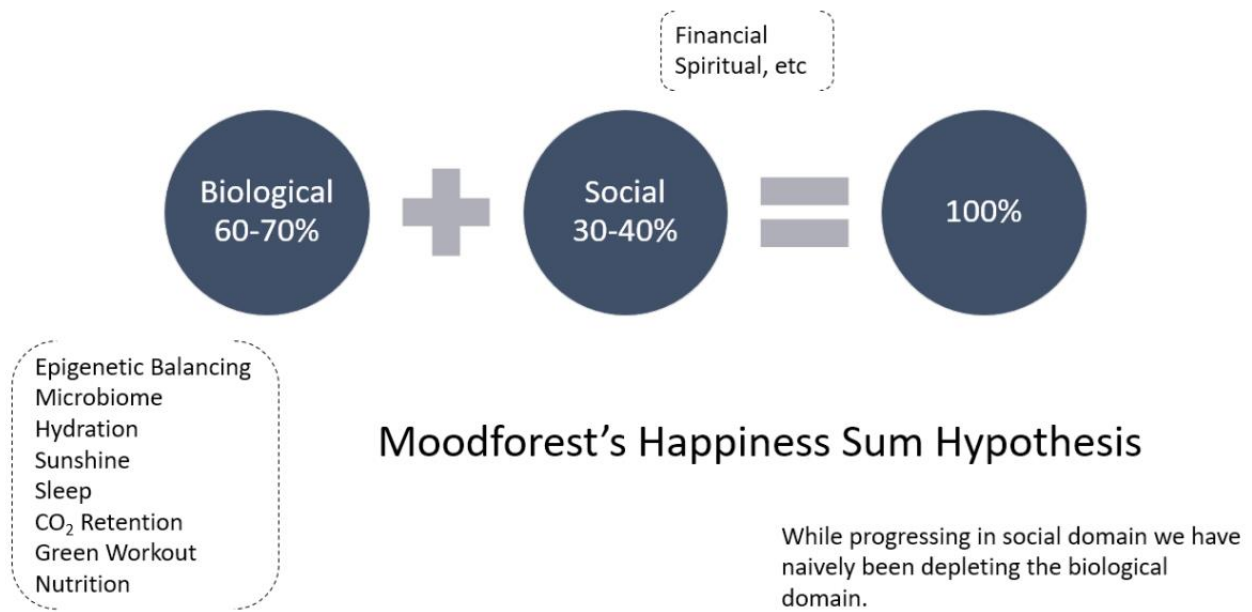 Financial
Spiritual, etc
Biological
60-70%
Social
30-40%
100%
Epigenetic Balancing
Microbiome
Hydration
Sunshine
Sleep
CO₂ Retention
Green Workout
Nutrition
Moodforest’s Happiness Sum Hypothesis
While progressing in social domain we have
naively been depleting the biological
domain.